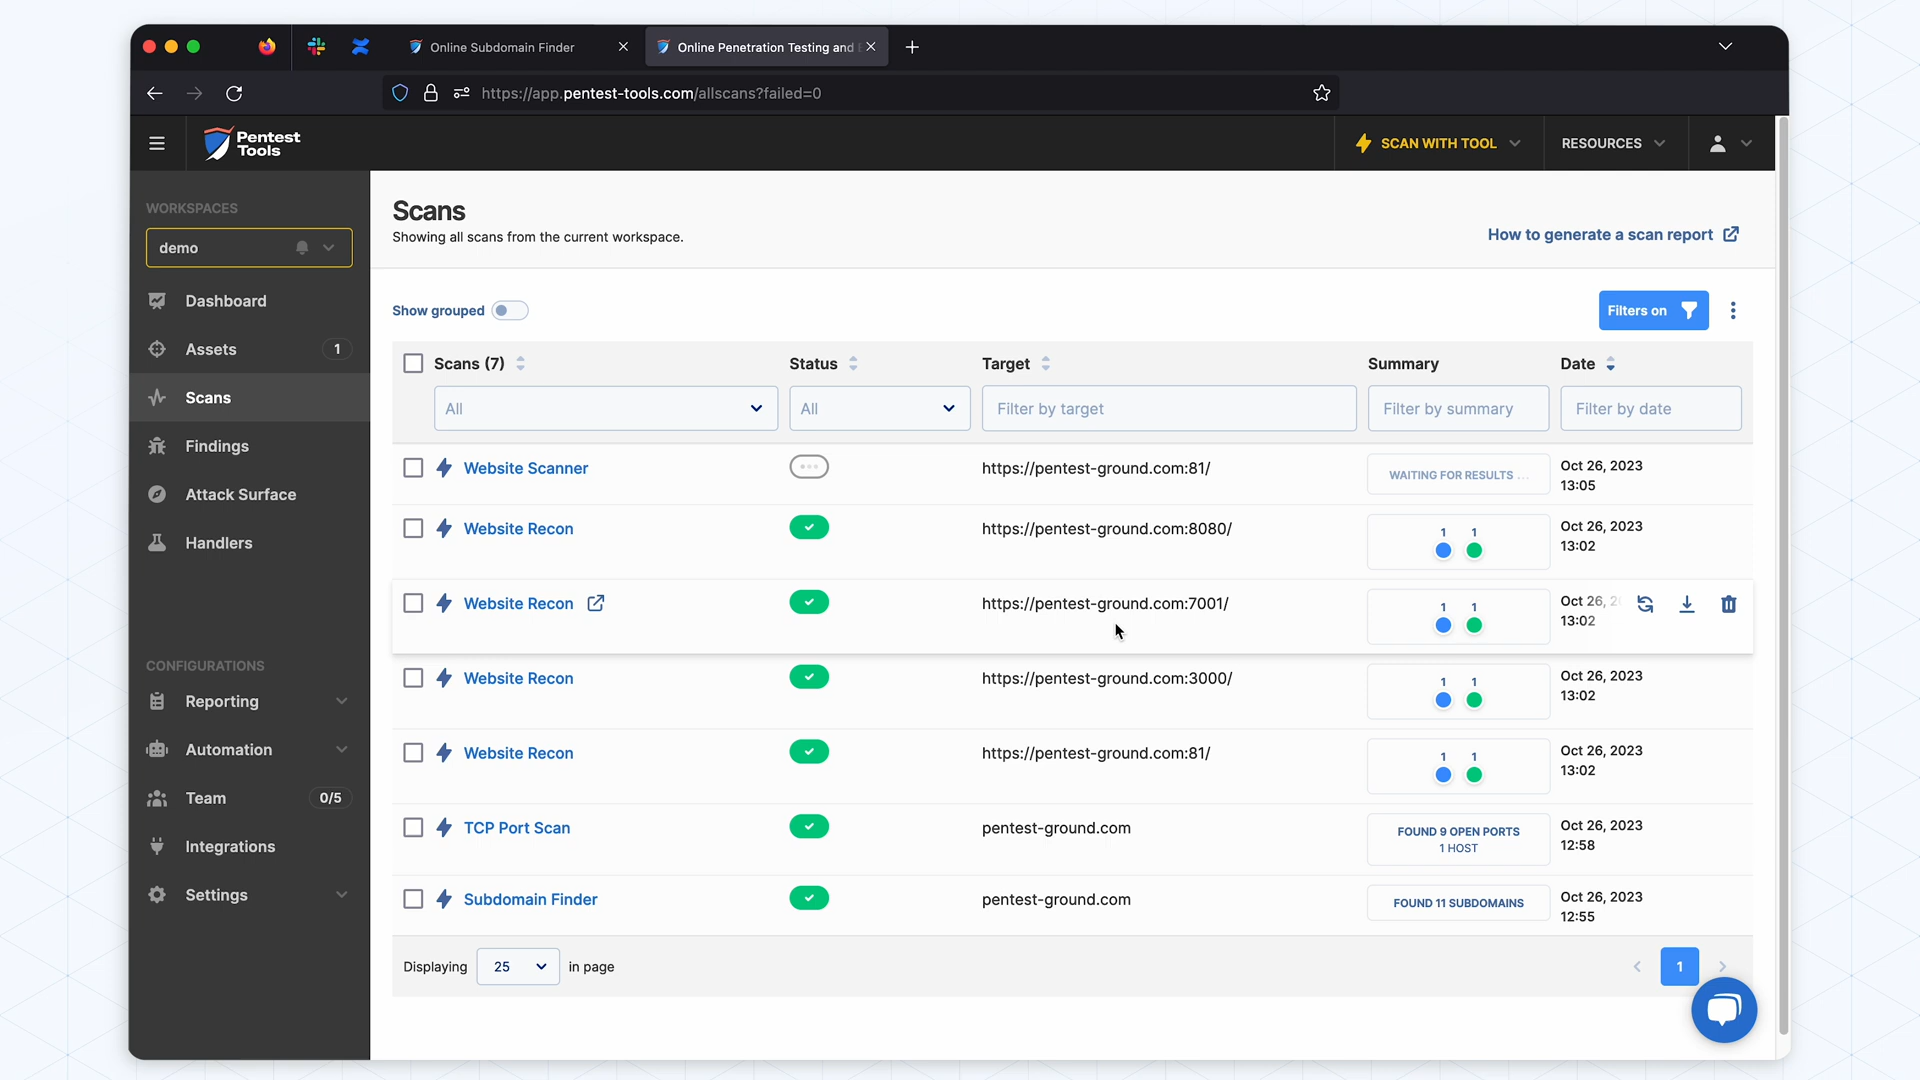 Online Subdomain Finder
Online Penetration Testing and
https://app.pentest-tools.com/allscans?failed=0
Pentest
Tools
SCAN WITH TOOL
RESOURCES
WORKSPACES
demo
Dashboard
Assets 1
Scans
Findings
Attack Surface
Handlers
CONFIGURATIONS
Reporting
Automation
Team 0/5
Integrations
Settings
Scans
Showing all scans from the current workspace.
How to generate a scan report
Show grouped
Filters on
Scans (7) Status Target Summary Date
All All Filter by target Filter by summary Filter by date
Website Scanner https://pentest-ground.com:81/ WAITING FOR RESULTS ... Oct 26, 2023
13:05
Website Recon https://pentest-ground.com:8080/ 1 1 Oct 26, 2023
13:02
Website Recon https://pentest-ground.com:7001/ 1 1 Oct 26,
13:02
Website Recon https://pentest-ground.com:3000/ 1 1 Oct 26, 2023
13:02
Website Recon https://pentest-ground.com:81/ 1 1 Oct 26, 2023
13:02
TCP Port Scan pentest-ground.com FOUND 9 OPEN PORTS Oct 26, 2023
1 HOST 12:58
Subdomain Finder pentest-ground.com FOUND 11 SUBDOMAINS Oct 26, 2023
12:55
Displaying 25 in page 1